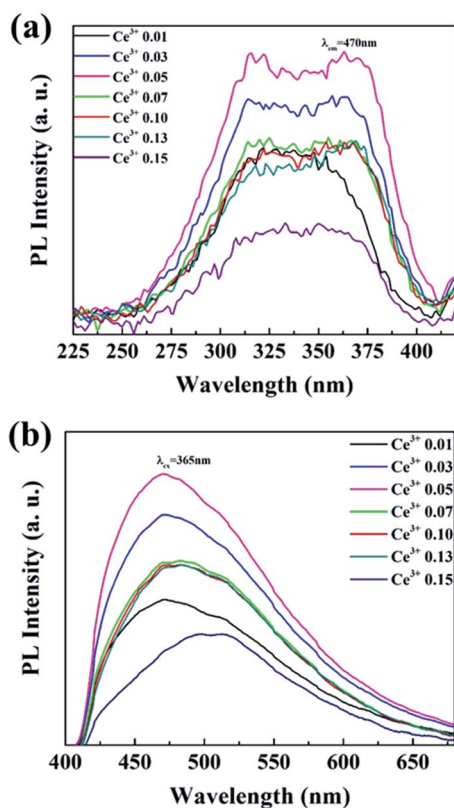 (a)
λem=470nm
Ce3+ 0.01
Ce3+ 0.03
Ce3+ 0.05
Ce3+ 0.07
Ce3+ 0.10
Ce3+ 0.13
Ce3+ 0.15
PL Intensity (a. u.)
225 250 275 300 325 350 375 400 42
Wavelength (nm)
(b)
λex=365nm
Ce3+ 0.01
Ce3+ 0.03
Ce3+ 0.05
Ce3+ 0.07
Ce3+ 0.10
Ce3+ 0.13
Ce3+ 0.15
PL Intensity (a. u.)
400 450 500 550 600 650
Wavelength (nm)